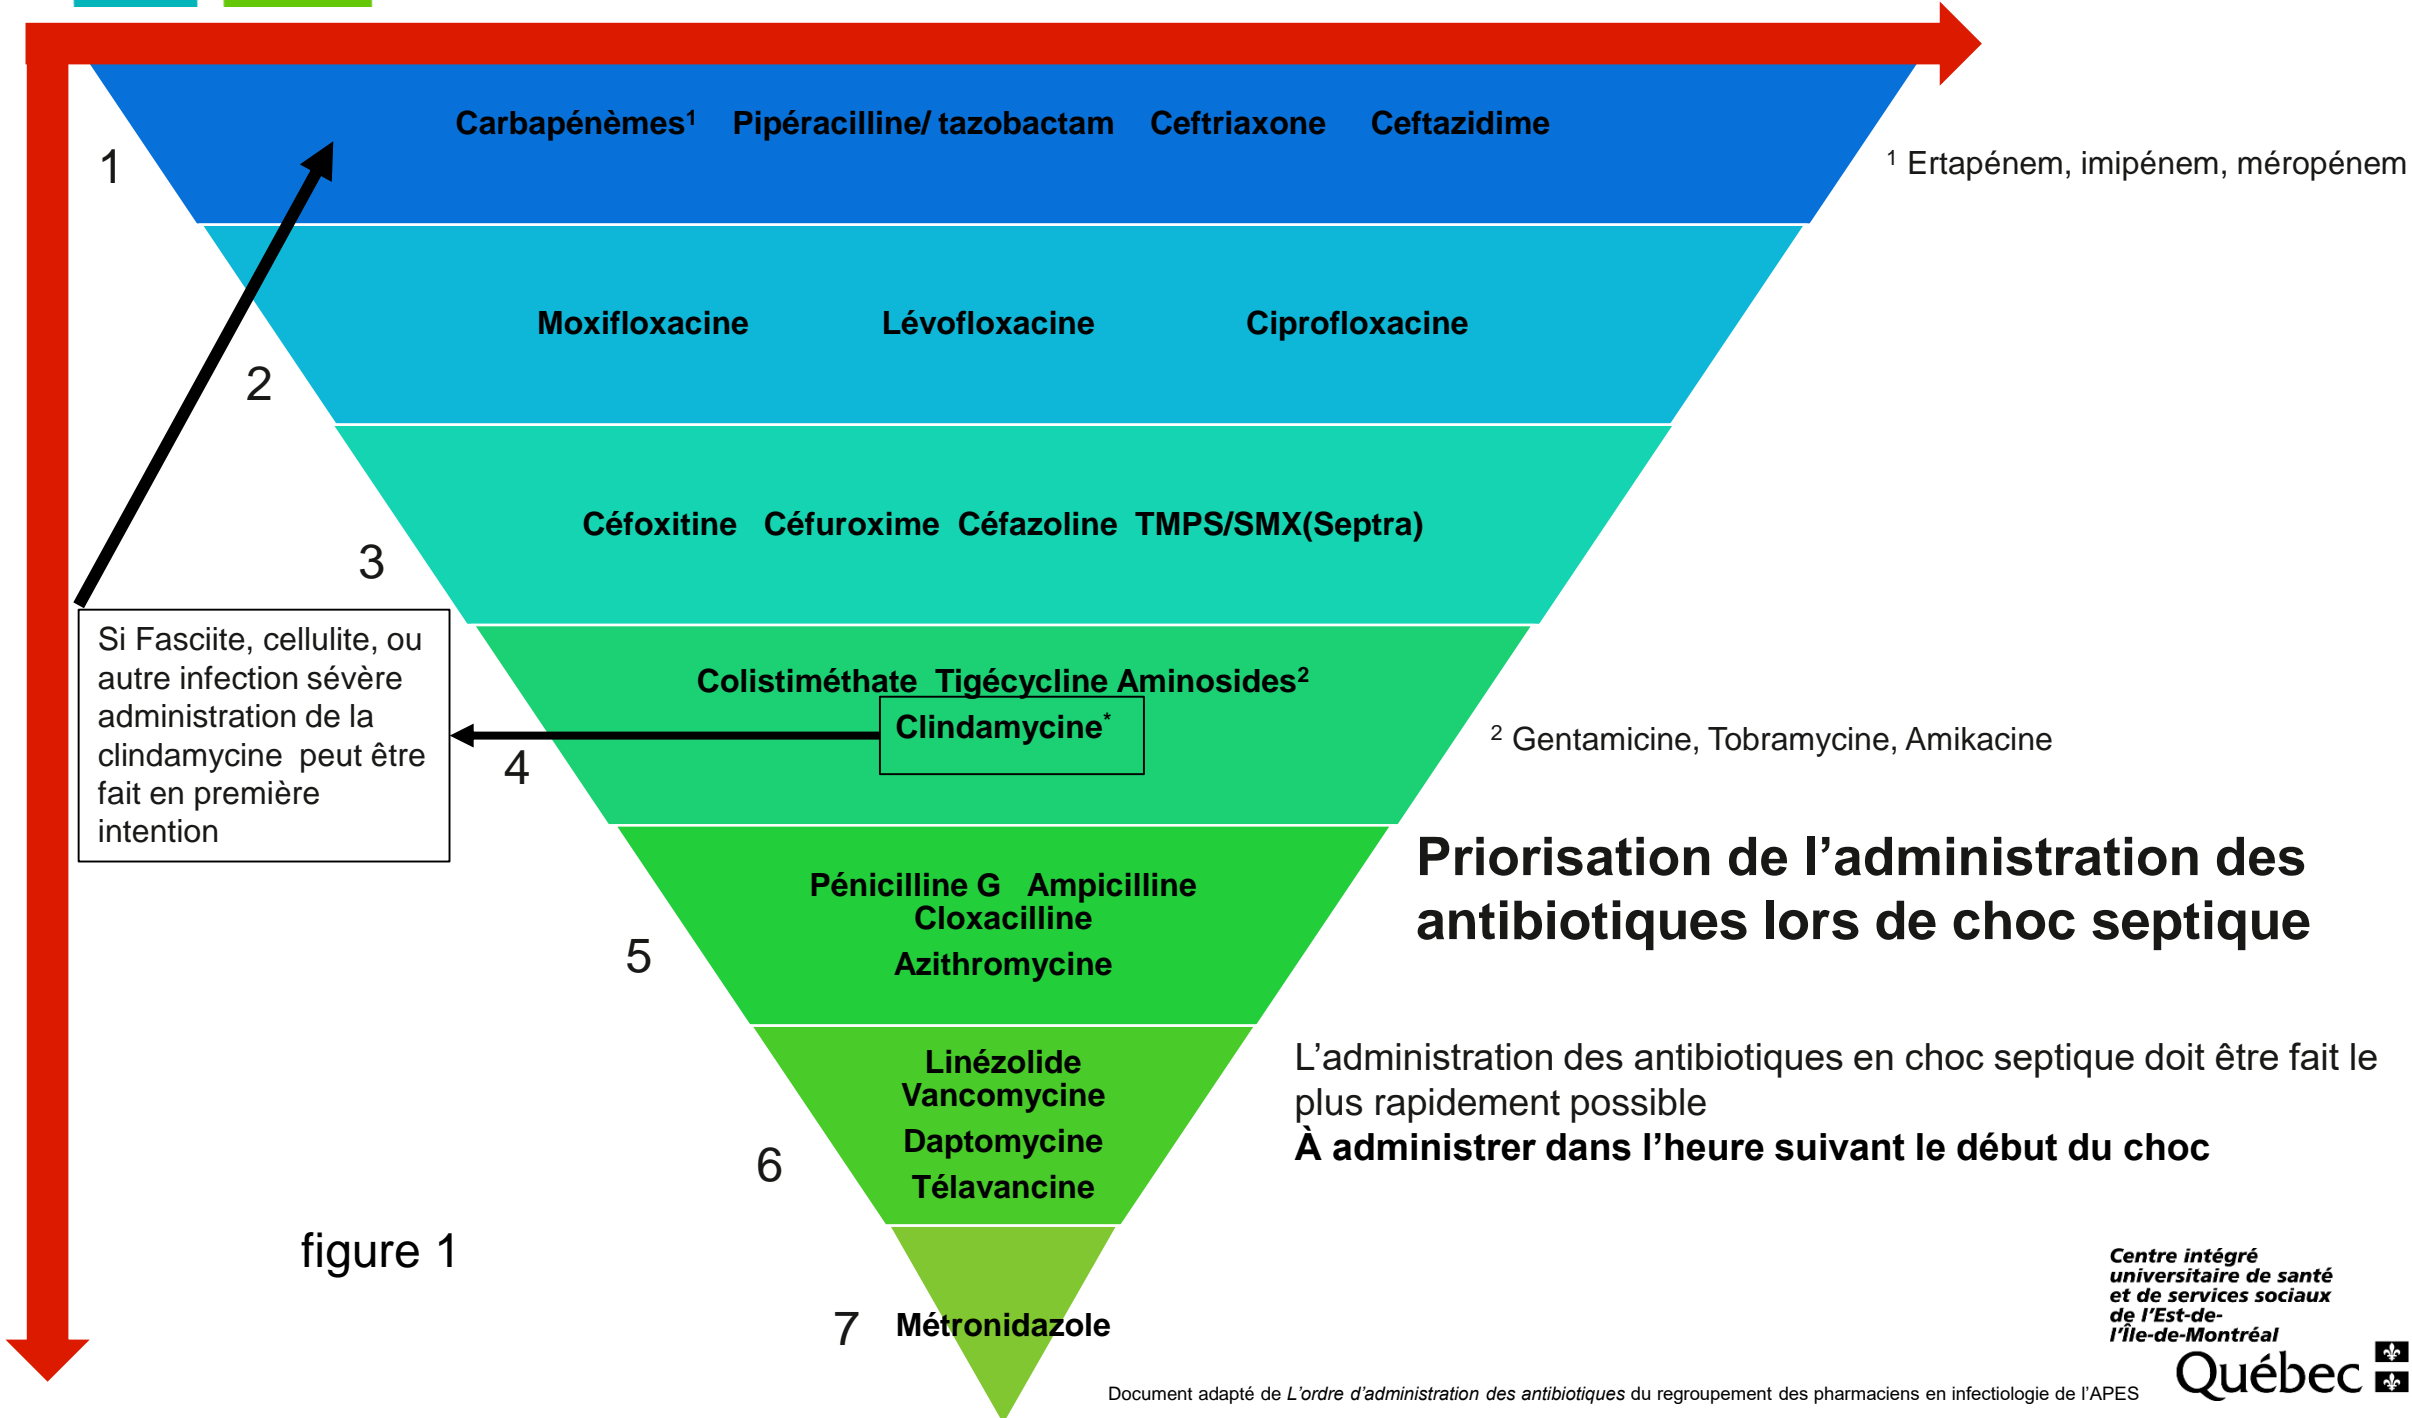 Carbapénèmes¹ Pipéracilline/ tazobactam Ceftriaxone Ceftazidime
1
¹ Ertapénem, imipénem, méropénem
Moxifloxacine Lévofloxacine Ciprofloxacine
2
Céfoxitine Céfuroxime Céfazoline TMPS/SMX(Septra)
3
Si Fasciite, cellulite, ou
autre infection sévère
administration de la
clindamycine peut être
fait en première
intention
Colistiméthate Tigécycline Aminosides²
Clindamycine*
4
² Gentamicine, Tobramycine, Amikacine
Priorisation de l’administration des
antibiotiques lors de choc septique
Pénicilline G Ampicilline
Cloxacilline
Azithromycine
5
L’administration des antibiotiques en choc septique doit être fait le
plus rapidement possible
À administrer dans l’heure suivant le début du choc
Linézolide
Vancomycine
Daptomycine
Télavancine
6
figure 1
7
Métronidazole
Centre intégré
universitaire de santé
et de services sociaux
de l’Est-de-
l’Île-de-Montréal
Québec
Document adapté de L’ordre d’administration des antibiotiques du regroupement des pharmaciens en infectiologie de l’APES